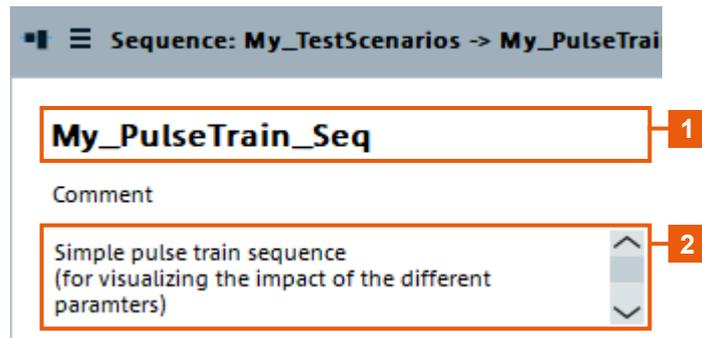 Sequence: My_TestScenarios -> My_PulseTrai
My_PulseTrain_Seq
1
Comment
Simple pulse train sequence
(for visualizing the impact of the different
paramters)
2